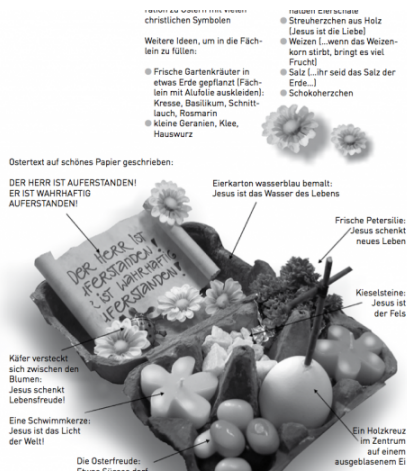 ration zu Ostern mit vielen
christlichen Symbolen
Weitere Ideen, um in die Fäch-
lein zu füllen:
● Frische Gartenkräuter in
etwas Erde gepflanzt (Fäch-
lein mit Alufolie auskleiden):
Kresse, Basilikum, Schnitt-
lauch, Rosmarin
● kleine Geranien, Klee,
Hauswurz
halben Eierschale
● Streuherzchen aus Holz
(Jesus ist die Liebe)
● Weizen (...wenn das Weizen-
korn stirbt, bringt es viel
Frucht)
● Salz (...ihr seid das Salz der
Erde...)
● Schokoherzchen
Ostertext auf schönes Papier geschrieben:
DER HERR IST AUFERSTANDEN!
ER IST WAHRHAFTIG
AUFERSTANDEN!
Eierkarton wasserblau bemalt:
Jesus ist das Wasser des Lebens
Frische Petersilie:
Jesus schenkt
neues Leben
DER HERR IST
UFERSTANDEN!
IST WAHRHAFT
UFERSTANDEN!
Kieselsteine:
Jesus ist
der Fels
Käfer versteckt
sich zwischen den
Blumen:
Jesus schenkt
Lebensfreude!
Eine Schwimmkerze:
Jesus ist das Licht
der Welt!
Ein Holzkreuz
im Zentrum
auf einem
ausgeblasenem Ei
Die Osterfreude: